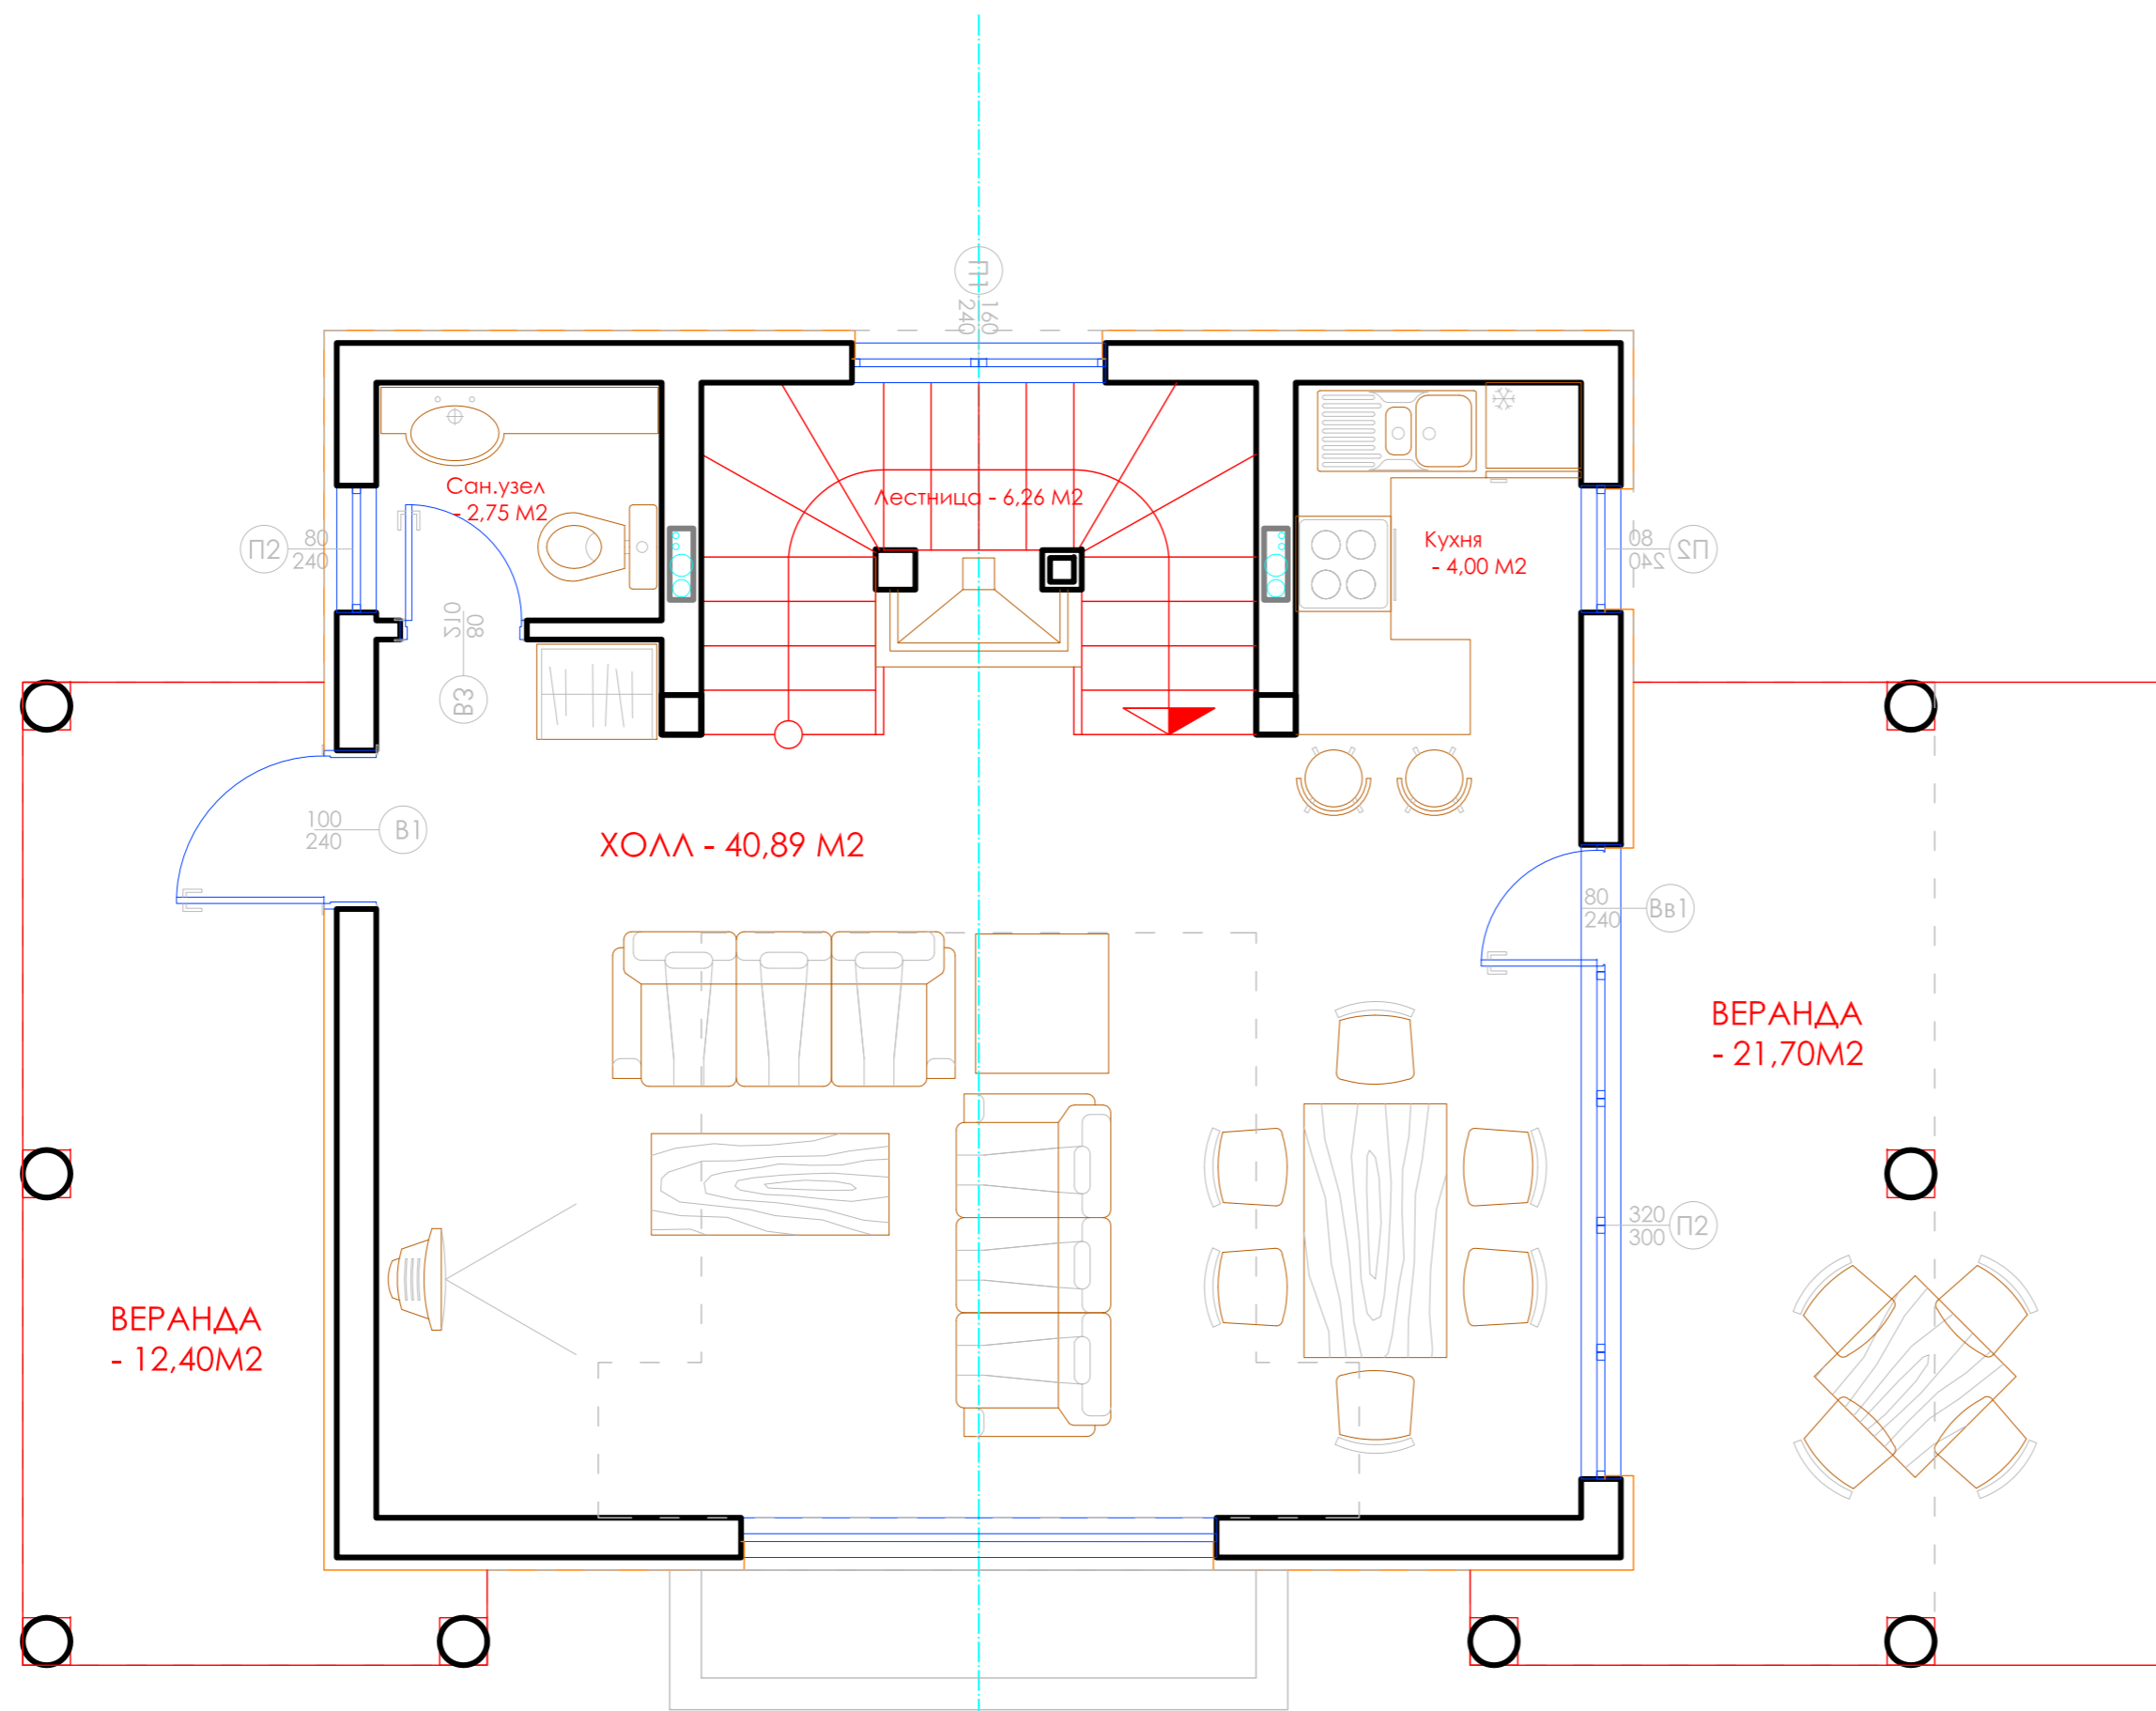 П1
160
240
Сан.узел
- 2,75 М2
Лестница - 6,26 М2
Кухня
- 4,00 М2
П2
80
240
80
240
П2
80
210
В3
100
240
В1
ХОЛЛ - 40,89 М2
80
240
Вв1
ВЕРАНДА
- 21,70М2
320
300
П2
ВЕРАНДА
- 12,40М2